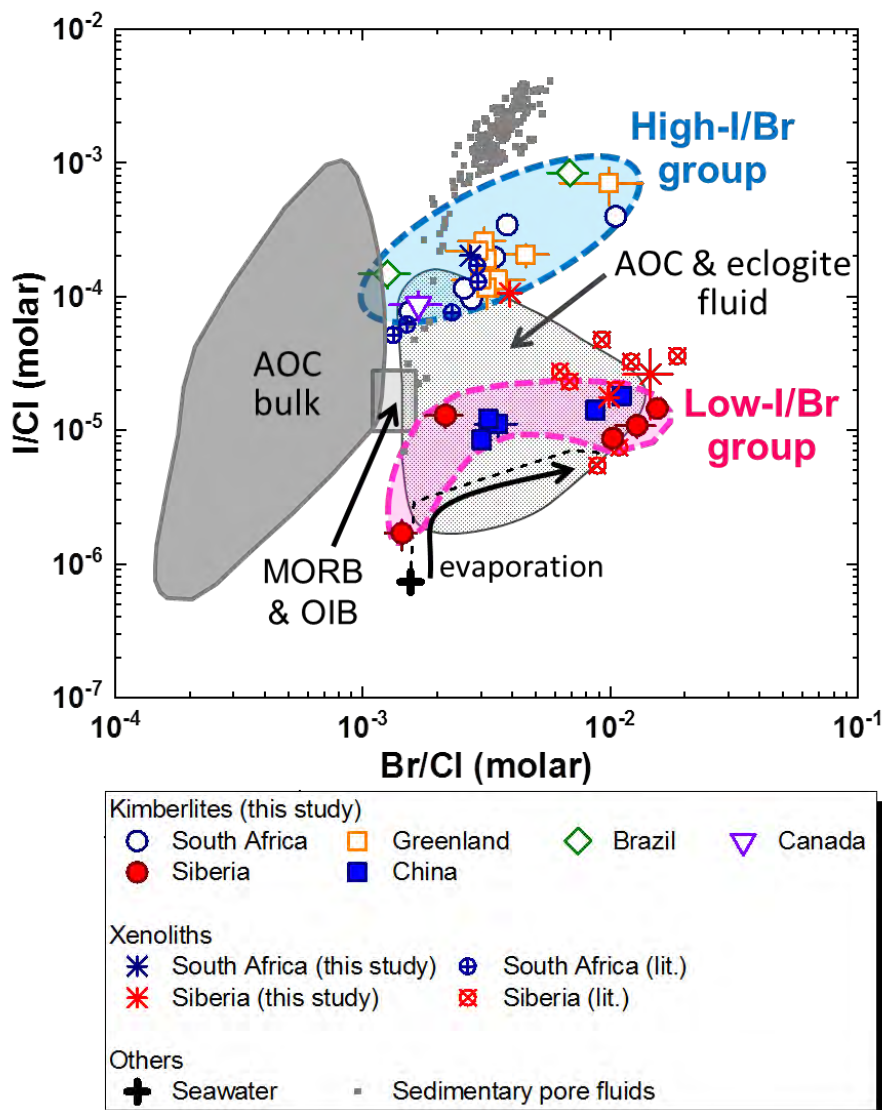 10⁻²
10⁻³
10⁻⁴
10⁻⁵
10⁻⁶
10⁻⁷
I/Cl (molar)
High-I/Br
group
AOC & eclogite
fluid
AOC
bulk
Low-I/Br
group
MORB
& OIB
evaporation
10⁻⁴
10⁻³
10⁻²
10⁻¹
Br/Cl (molar)
Kimberlites (this study)
South Africa Greenland Brazil Canada
Siberia China
Xenoliths
South Africa (this study) South Africa (lit.)
Siberia (this study) Siberia (lit.)
Others
Seawater Sedimentary pore fluids